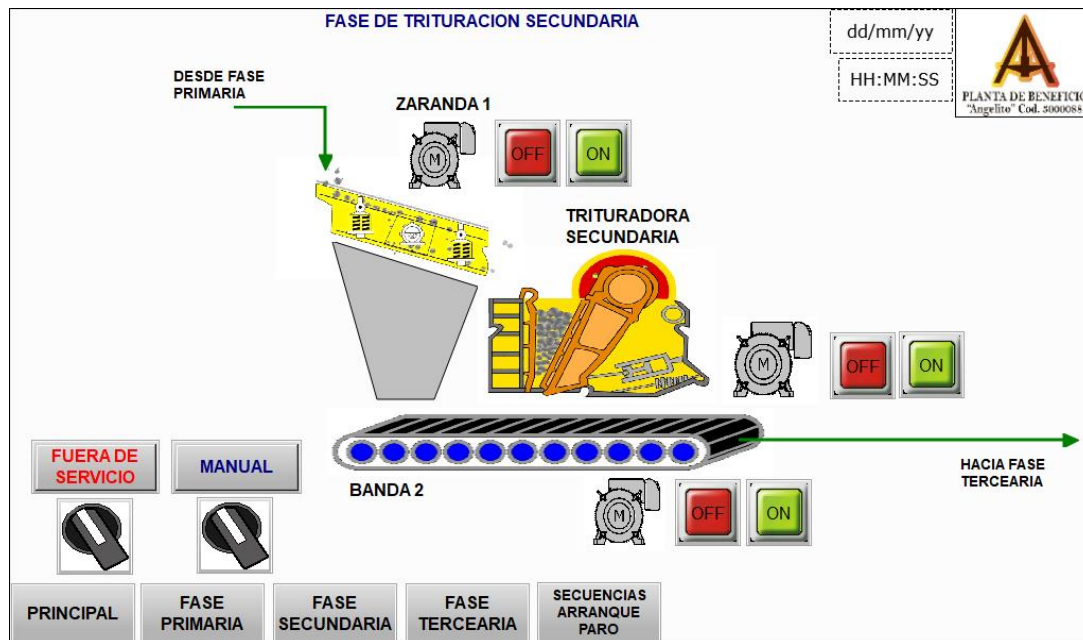 FASE DE TRITURACION SECUNDARIA
dd/mm/yy
HH:MM:SS
PLANTA DE BENEFICIO
"Angelito" Cod. 3000088
DESDE FASE
PRIMARIA
ZARANDA 1
M
OFF
ON
TRITURADORA
SECUNDARIA
M
OFF
ON
HACIA FASE
TERCEARIA
BANDA 2
M
OFF
ON
FUERA DE
SERVICIO
MANUAL
PRINCIPAL
FASE
PRIMARIA
FASE
SECUNDARIA
FASE
TERCEARIA
SECUENCIAS
ARRANQUE
PARO